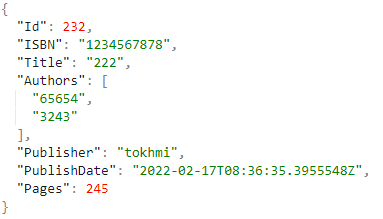 {
  "Id": 232,
  "ISBN": "1234567878",
  "Title": "222",
  "Authors": [
    "65654",
    "3243"
  ],
  "Publisher": "tokhmi",
  "PublishDate": "2022-02-17T08:36:35.3955548Z",
  "Pages": 245
}